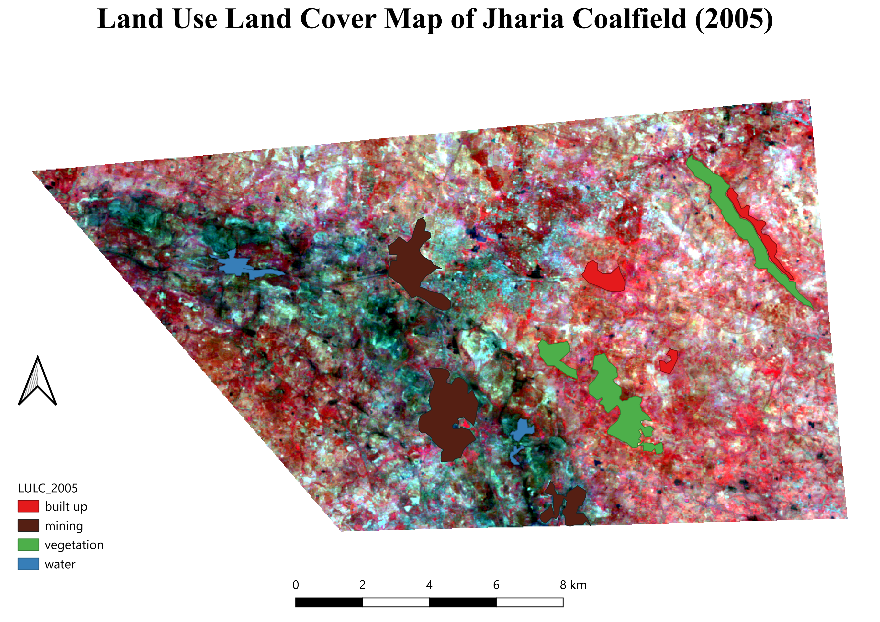 Land Use Land Cover Map of Jharia Coalfield (2005)
LULC_2005
built up
mining
vegetation
water
0 2 4 6 8 km